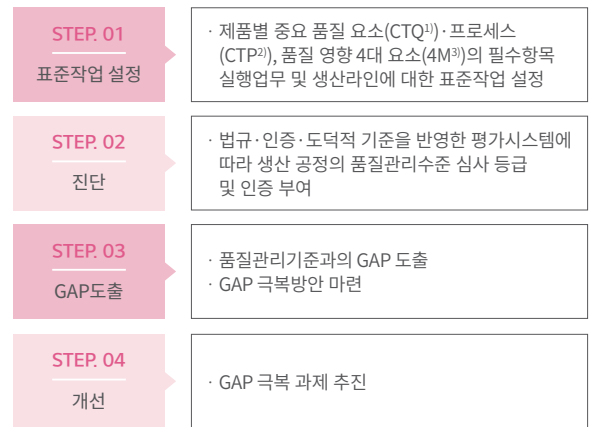 STEP. 01
표준작업 설정
· 제품별 중요 품질 요소(CTQ¹⁾)·프로세스
(CTP²⁾), 품질 영향 4대 요소(4M³⁾)의 필수항목
실행업무 및 생산라인에 대한 표준작업 설정
STEP. 02
진단
· 법규·인증·도덕적 기준을 반영한 평가시스템에
따라 생산 공정의 품질관리수준 심사 등급
및 인증 부여
STEP. 03
GAP도출
· 품질관리기준과의 GAP 도출
· GAP 극복방안 마련
STEP. 04
개선
· GAP 극복 과제 추진